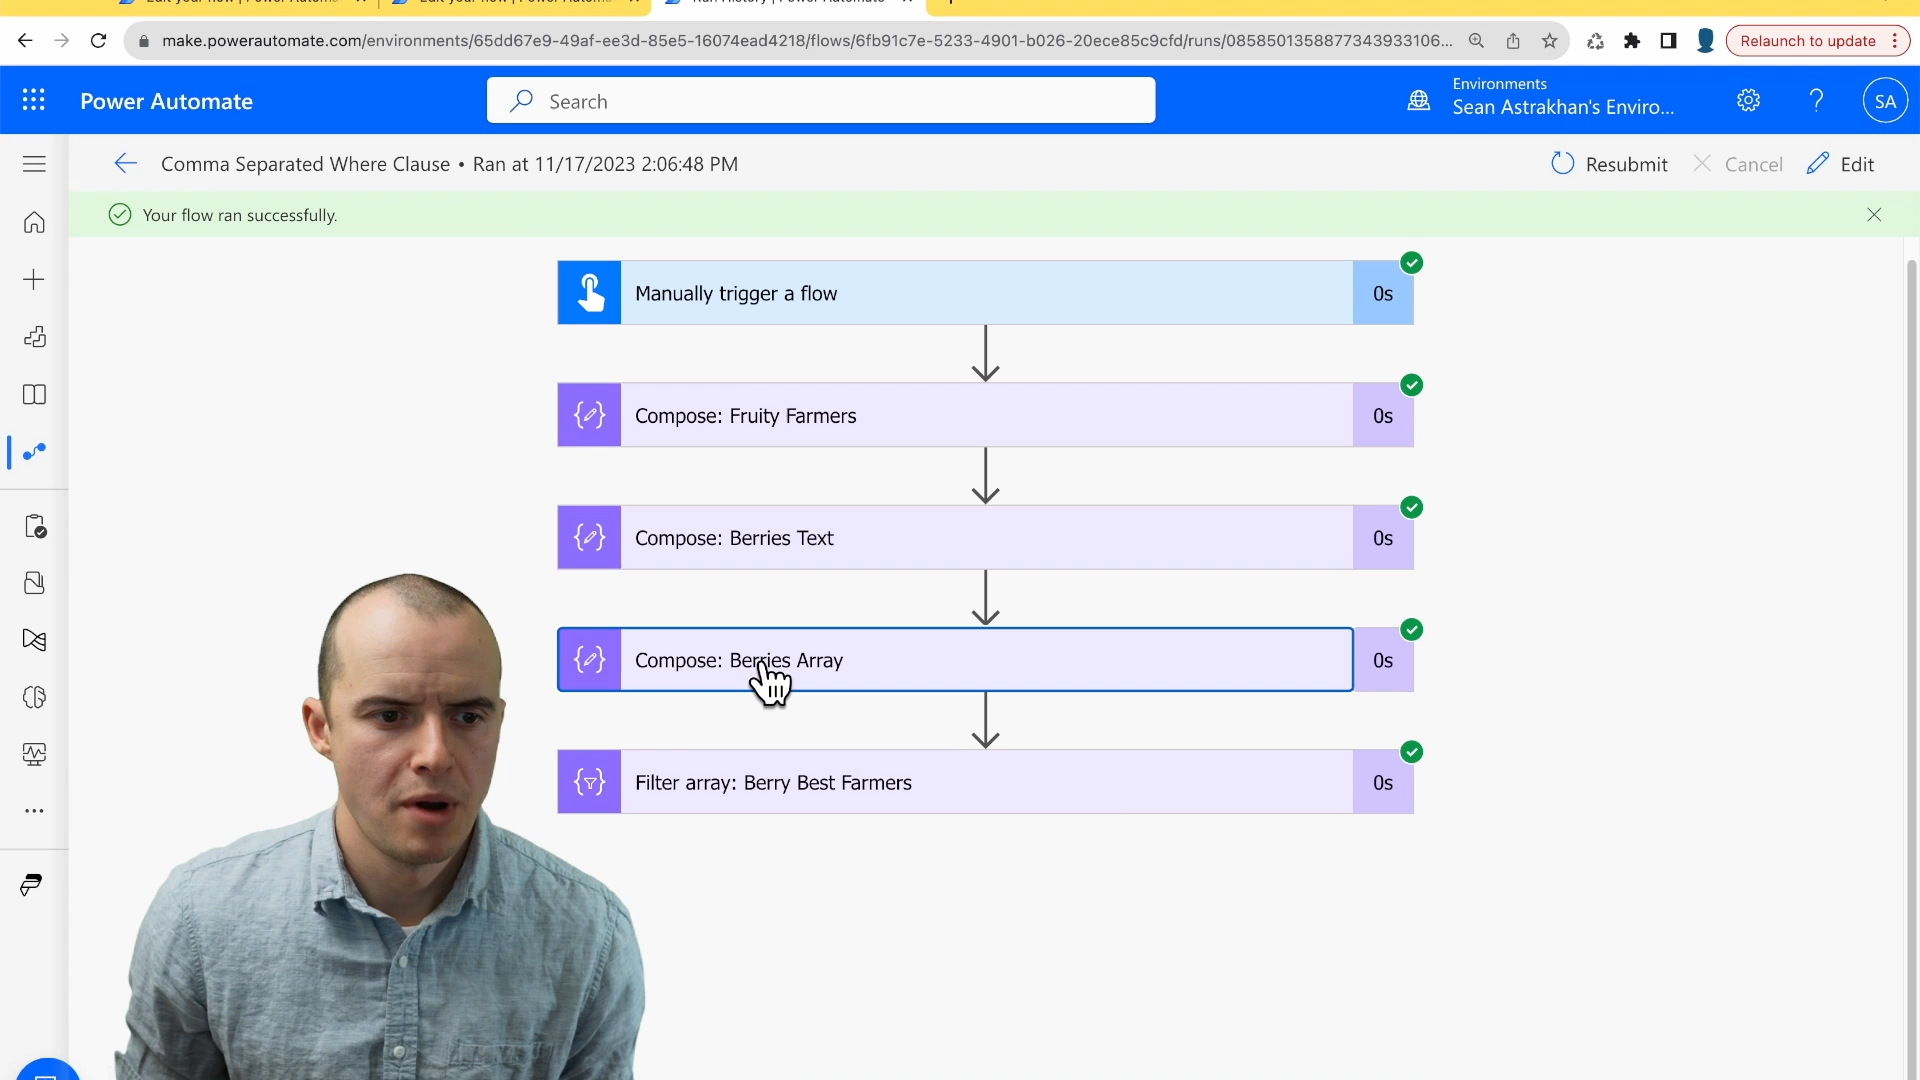 make.powerautomate.com/environments/65dd67e9-49af-ee3d-85e5-16074ead4218/flows/6fb91c7e-5233-4901-b026-20ece85c9cfd/runs/0858501358877343933106...
Relaunch to update
Power Automate
Search
Environments
Sean Astrakhan's Enviro...
SA
Comma Separated Where Clause • Ran at 11/17/2023 2:06:48 PM
Resubmit
Cancel
Edit
Your flow ran successfully.
Manually trigger a flow
0s
Compose: Fruity Farmers
0s
Compose: Berries Text
0s
Compose: Berries Array
0s
Filter array: Berry Best Farmers
0s